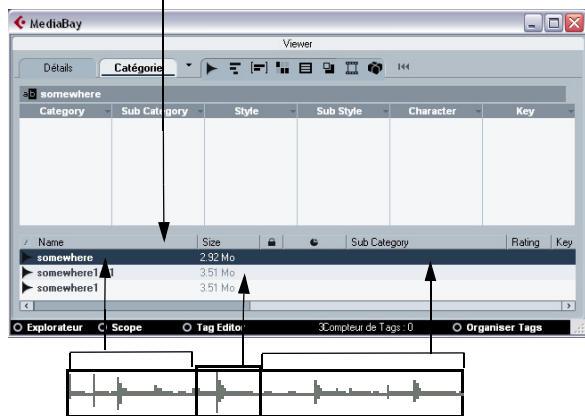 MediaBay
Viewer
Détails Catégorie
ab somewhere
Category Sub Category Style Sub Style Character Key
Name Size Sub Category Rating Key
somewhere 2.92 Mo
3.51 Mo
somewhere1 3.51 Mo
Explorateur Scope Tag Editor 3Compteur de Tags : 0 Organiser Tags